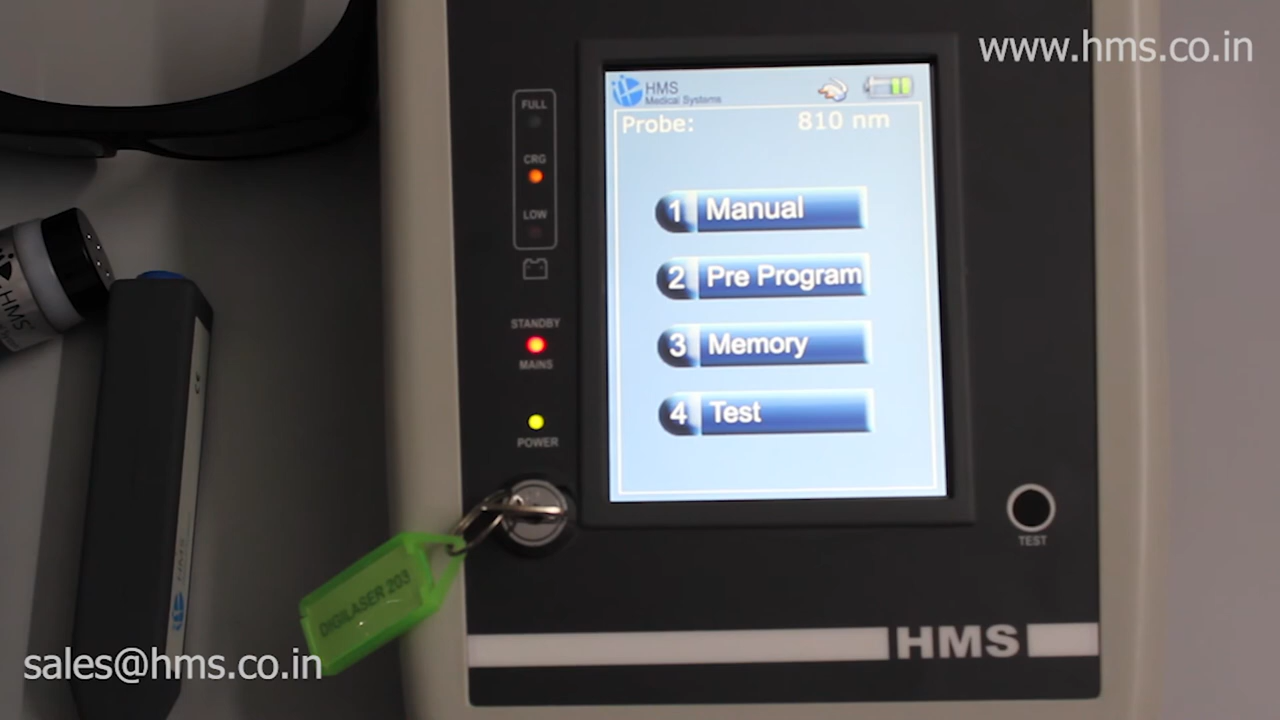 www.hms.co.in
HMS
Medical Systems
Probe: 810 nm
1 Manual
2 Pre Program
3 Memory
4 Test
FULL
CRG
LOW
STANDBY
MAINS
POWER
TEST
HMS
DIGILASER 203
HMS
sales@hms.co.in